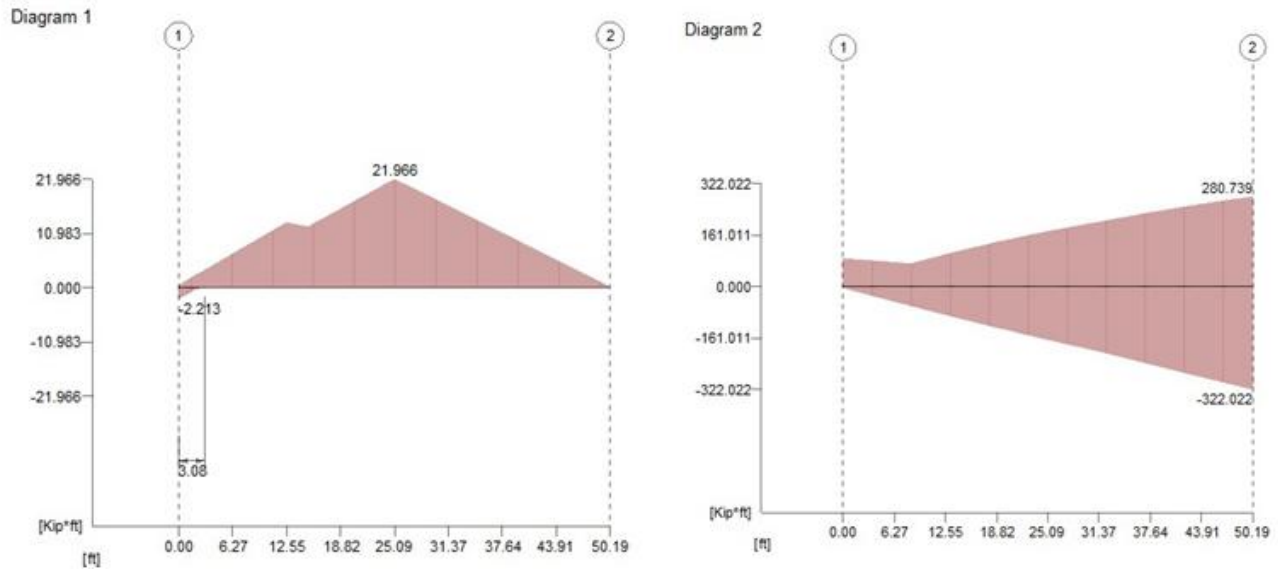 Diagram 1
1
2
21.966
21.966
10.983
0.000
-2.213
-10.983
-21.966
3.08
[Kip*ft]
[ft]
0.00 6.27 12.55 18.82 25.09 31.37 37.64 43.91 50.19
Diagram 2
1
2
322.022
280.739
161.011
0.000
-161.011
-322.022
-322.022
[Kip*ft]
[ft]
0.00 6.27 12.55 18.82 25.09 31.37 37.64 43.91 50.19